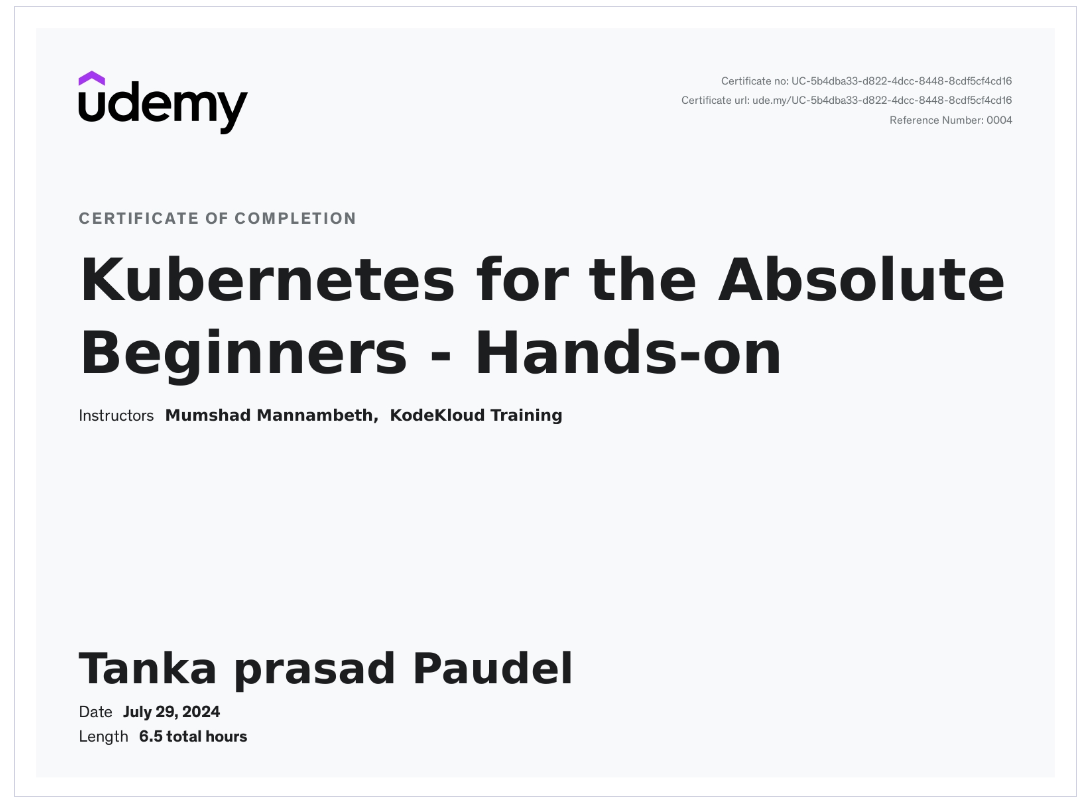 udemy
Certificate no: UC-5b4dba33-d822-4dcc-8448-8cdf5cf4cd16
Certificate url: ude.my/UC-5b4dba33-d822-4dcc-8448-8cdf5cf4cd16
Reference Number: 0004
CERTIFICATE OF COMPLETION
Kubernetes for the Absolute
Beginners - Hands-on
Instructors Mumshad Mannambeth, KodeKloud Training
Tanka prasad Paudel
Date July 29, 2024
Length 6.5 total hours